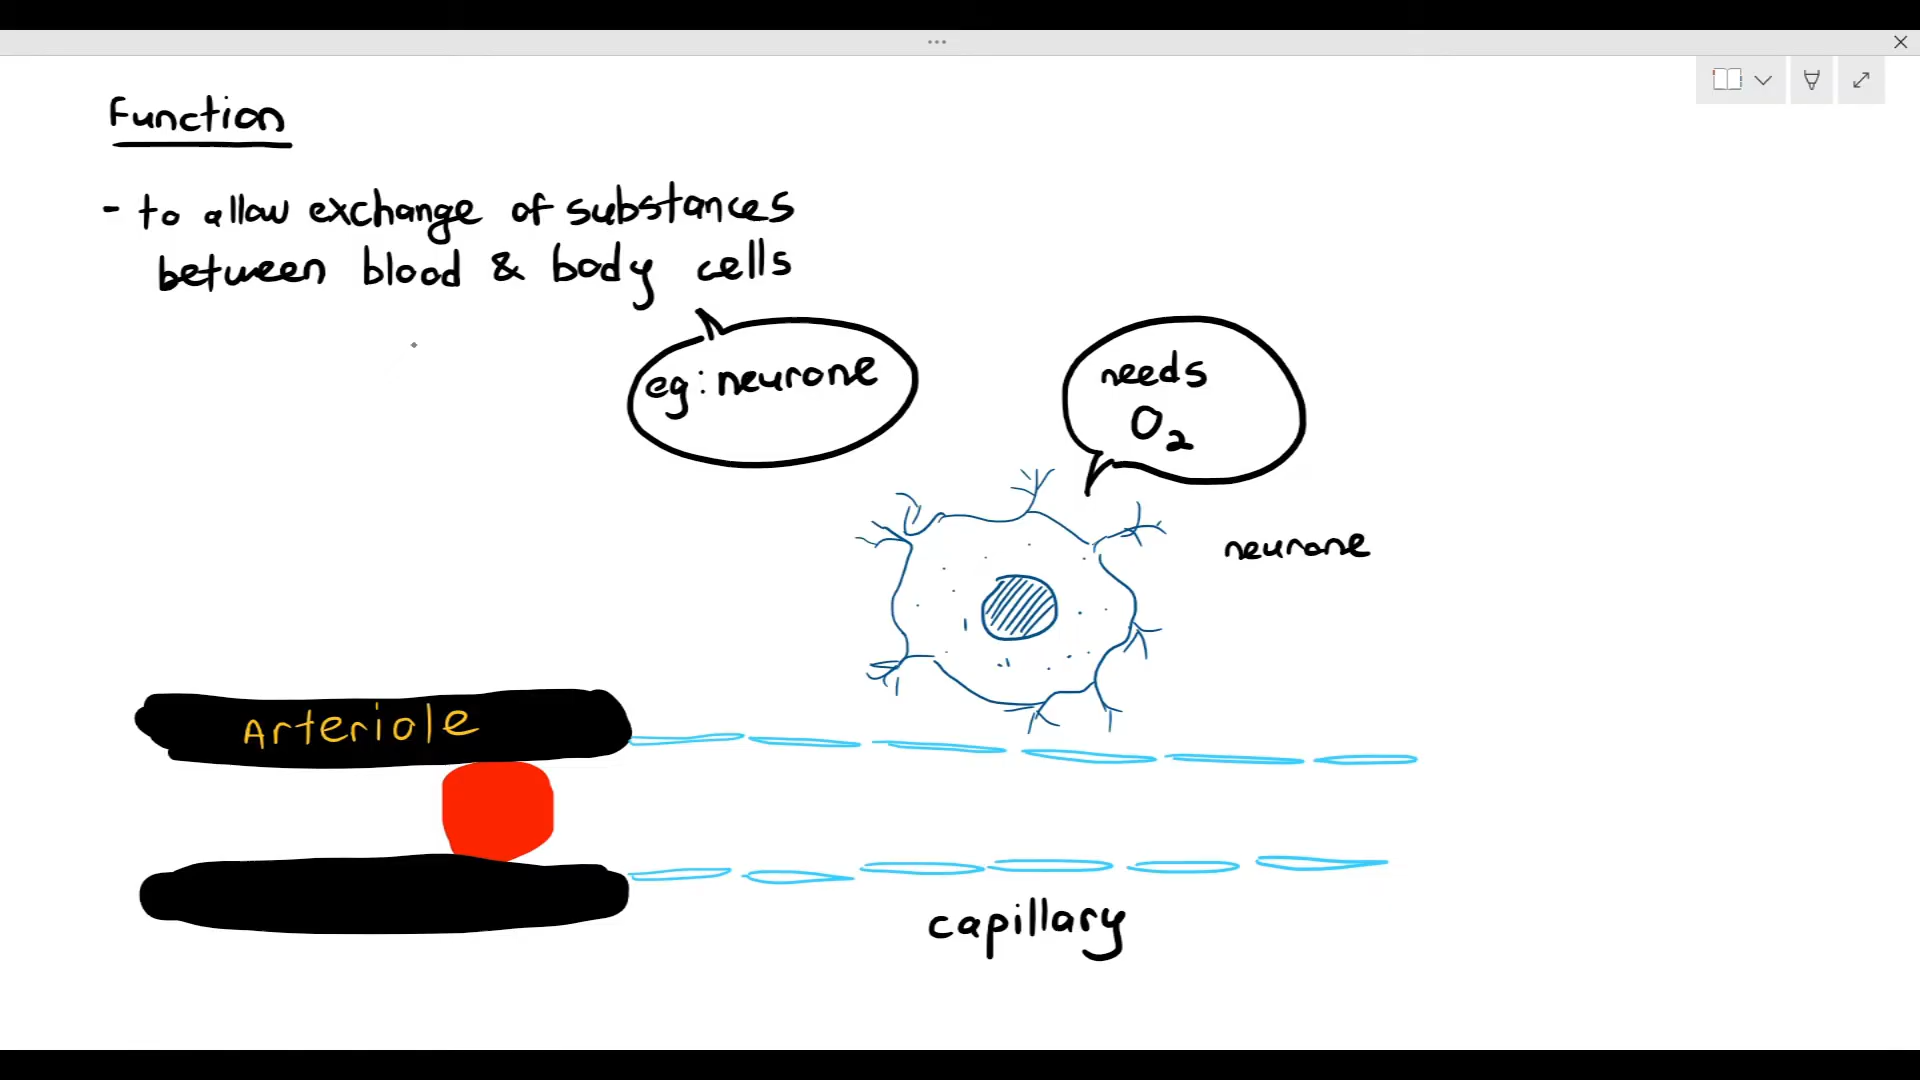 Function
- to allow exchange of substances
between blood & body cells
eg: neurone
needs
O2
neurone
Arteriole
capillary